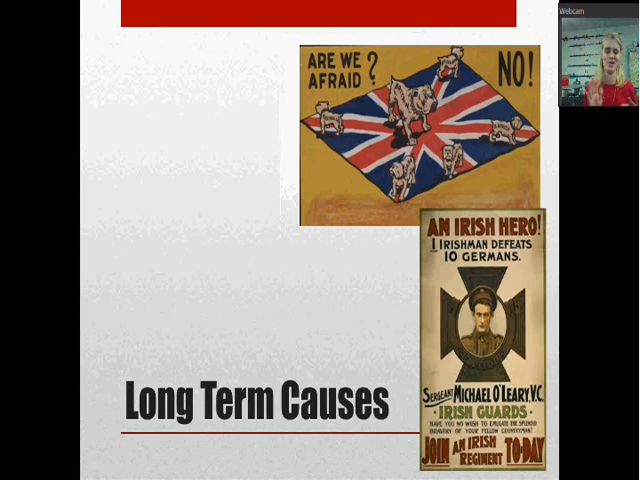 Webcam
ARE WE
AFRAID ?
NO!
AN IRISH HERO!
1 IRISHMAN DEFEATS
10 GERMANS.
SERGEANT MICHAEL O'LEARY, V.C.
· IRISH GUARDS ·
HAVE YOU NO WISH TO EMULATE THE SPLENDID
BRAVERY OF YOUR FELLOW COUNTRYMAN?
JOIN AN IRISH REGIMENT TO-DAY
Long Term Causes